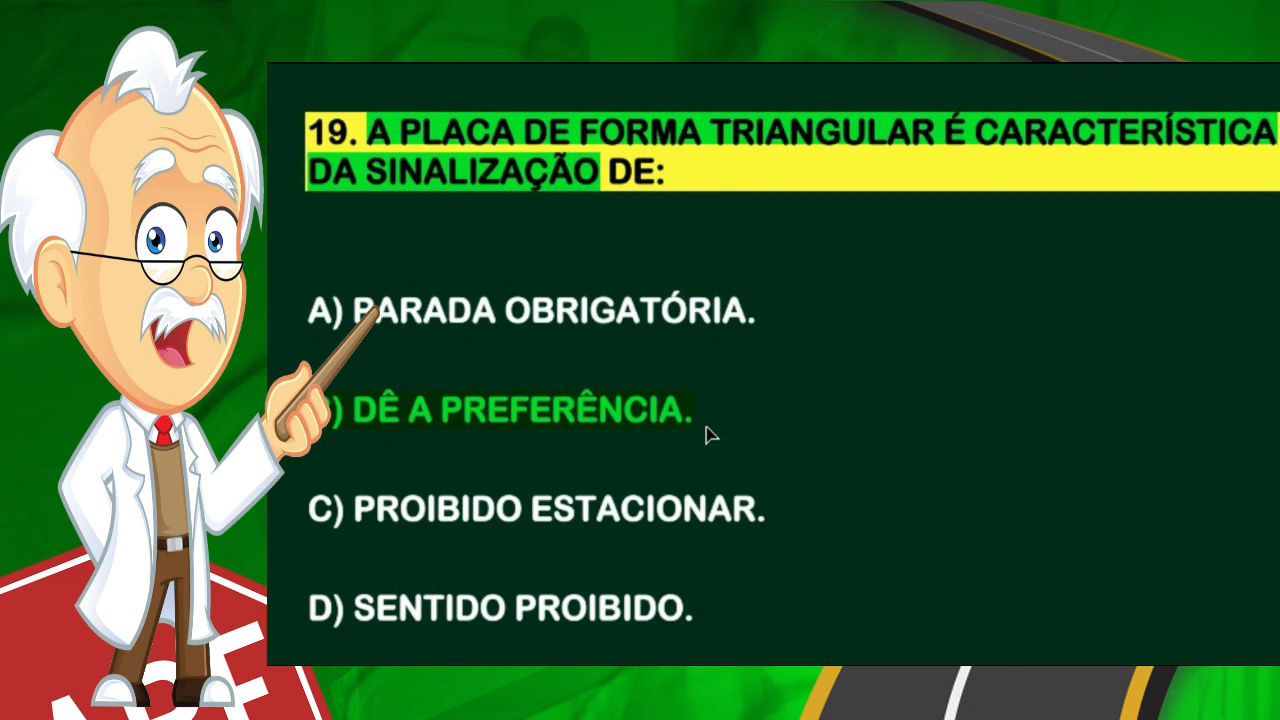 19. A PLACA DE FORMA TRIANGULAR É CARACTERÍSTICA
DA SINALIZAÇÃO DE:
A) PARADA OBRIGATÓRIA.
) DÊ A PREFERÊNCIA.
C) PROIBIDO ESTACIONAR.
D) SENTIDO PROIBIDO.